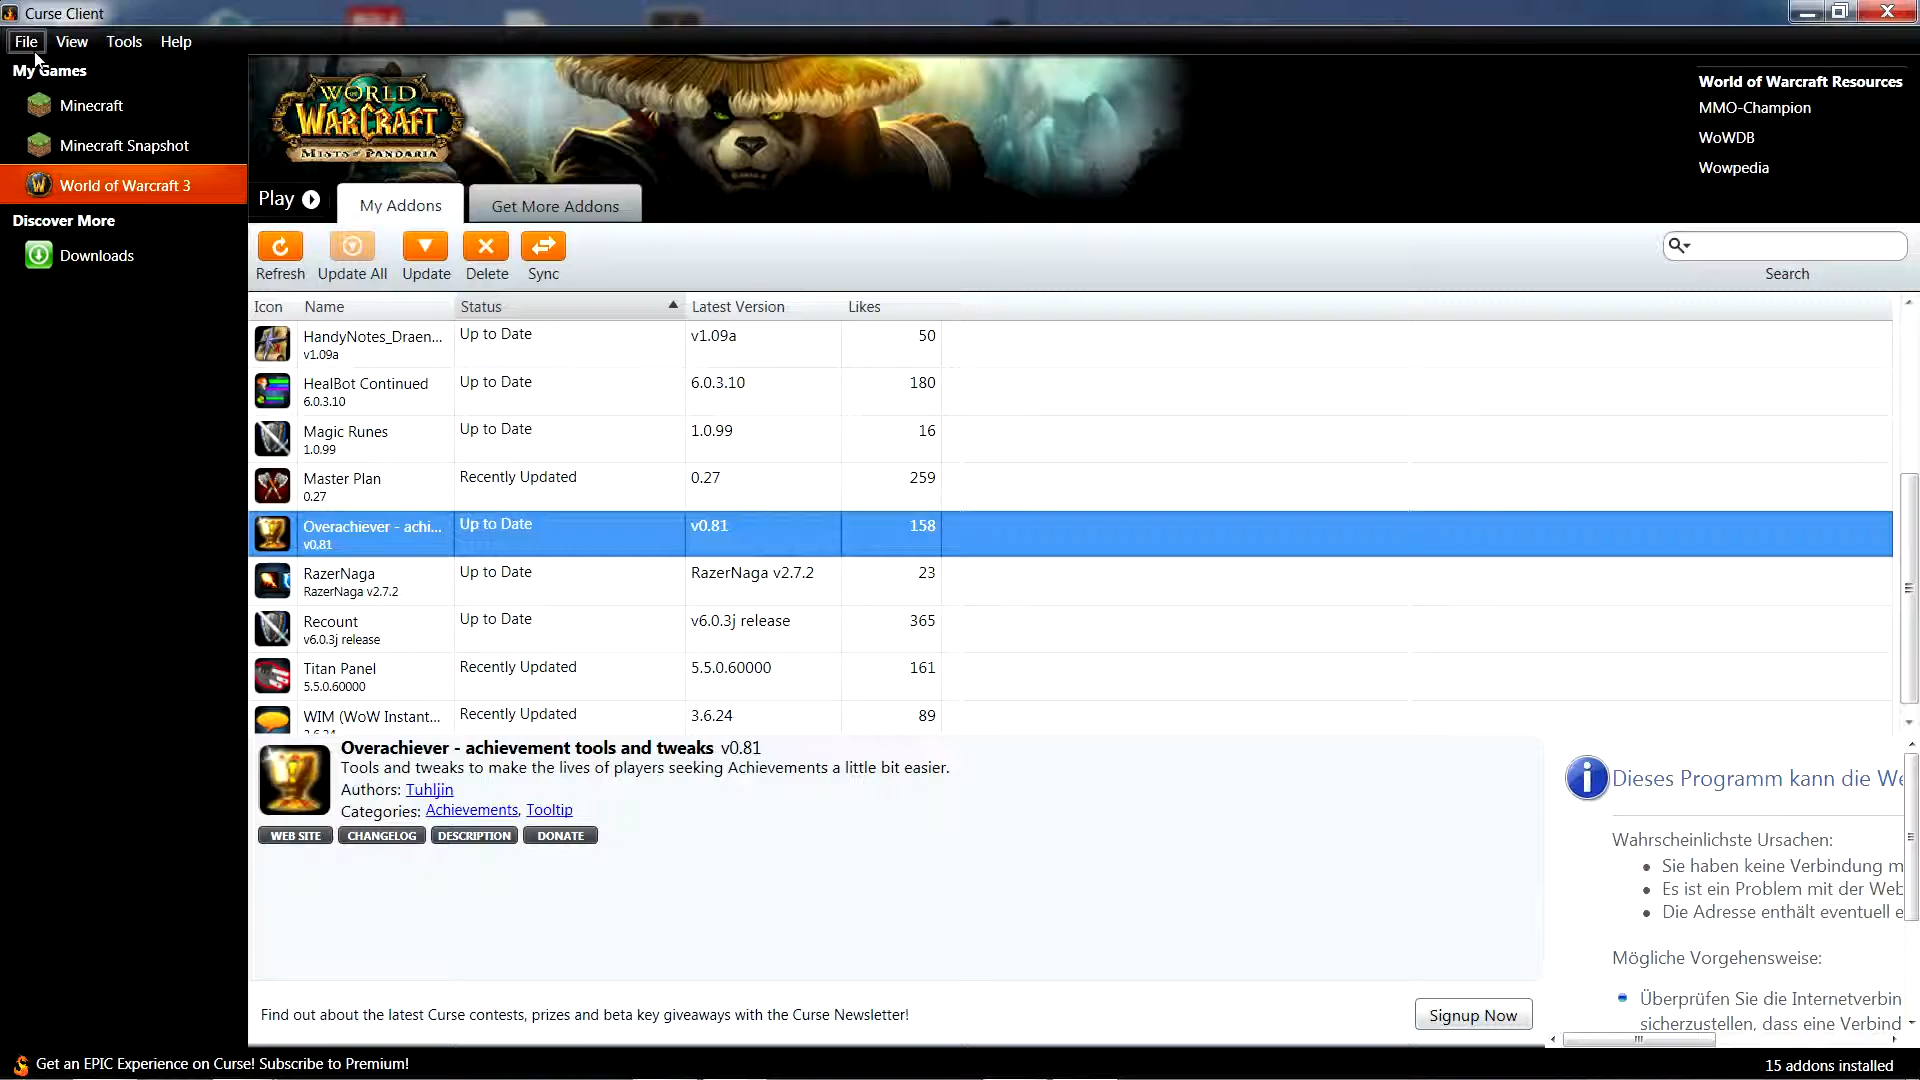 Curse Client
File View Tools Help
My Games
Minecraft
Minecraft Snapshot
World of Warcraft 3
Discover More
Downloads
WORLD
OF
WARCRAFT
MISTS OF PANDARIA
World of Warcraft Resources
MMO-Champion
WoWDB
Wowpedia
Play My Addons Get More Addons
Refresh Update All Update Delete Sync Search
Icon Name Status Latest Version Likes
HandyNotes_Draen... Up to Date v1.09a 50
v1.09a
HealBot Continued Up to Date 6.0.3.10 180
6.0.3.10
Magic Runes Up to Date 1.0.99 16
1.0.99
Master Plan Recently Updated 0.27 259
0.27
Overachiever - achi... Up to Date v0.81 158
v0.81
RazerNaga Up to Date RazerNaga v2.7.2 23
RazerNaga v2.7.2
Recount Up to Date v6.0.3j release 365
v6.0.3j release
Titan Panel Recently Updated 5.5.0.60000 161
5.5.0.60000
WIM (WoW Instant... Recently Updated 3.6.24 89
3.6.24
Overachiever - achievement tools and tweaks v0.81
Tools and tweaks to make the lives of players seeking Achievements a little bit easier.
Authors: Tuhljin
Categories: Achievements, Tooltip
WEB SITE CHANGELOG DESCRIPTION DONATE
Dieses Programm kann die We
Wahrscheinlichste Ursachen:
Sie haben keine Verbindung m
Es ist ein Problem mit der Web
Die Adresse enthält eventuell e
Mögliche Vorgehensweise:
Überprüfen Sie die Internetverbin
sicherzustellen, dass eine Verbind
Find out about the latest Curse contests, prizes and beta key giveaways with the Curse Newsletter! Signup Now
Get an EPIC Experience on Curse! Subscribe to Premium! 15 addons installed